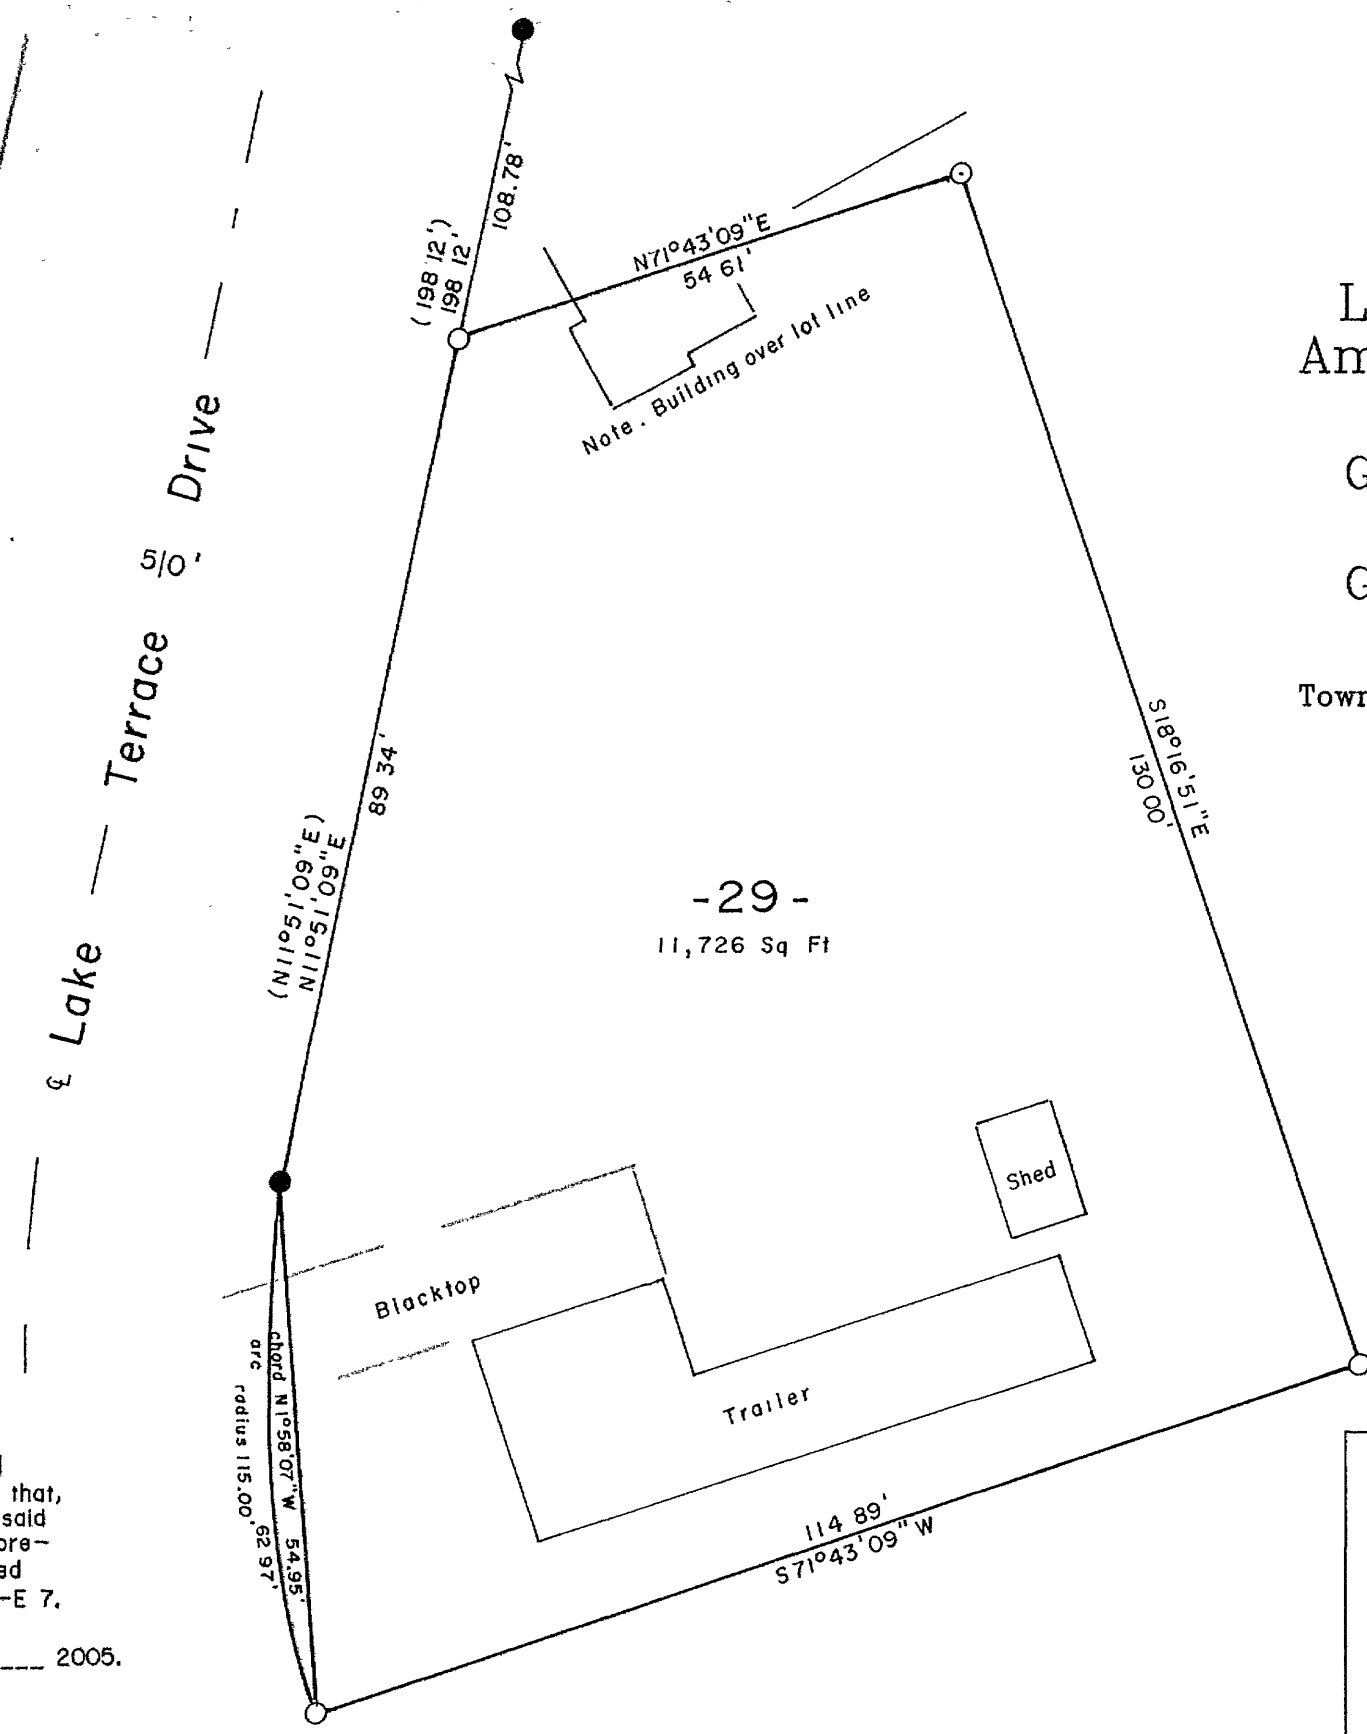 108.78'
(198 12')
198 12'
N71°43'09"E
54 61'
Note. Building over lot line
L
Am
G
G
Town
Lake Terrace Drive
5/0'
89 34'
(N11°51'09"E)
N11°51'09"E
S18°16'51"E
130 00'
-29-
11,726 Sq Ft
Shed
Blacktop
Trailer
chord N1°58'07"W 54.95'
arc radius 115.00' 62 97'
114 89'
S71°43'09"W
that,
said
ore-
ed
-E 7.
2005.